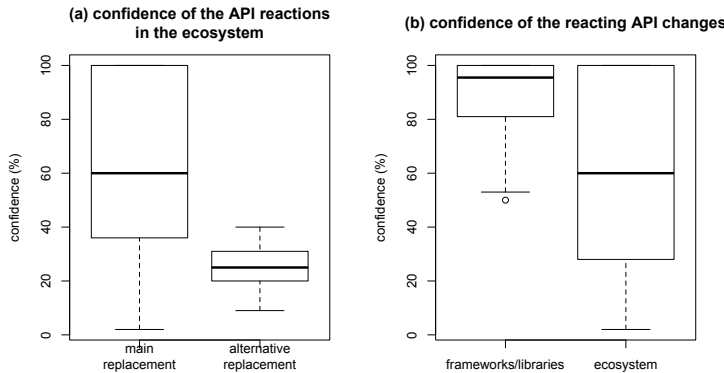 (a) confidence of the API reactions
in the ecosystem
confidence (%)
100
80
60
40
20
0
main
replacement
alternative
replacement
(b) confidence of the reacting API changes
confidence (%)
100
80
60
40
20
0
frameworks/libraries
ecosystem